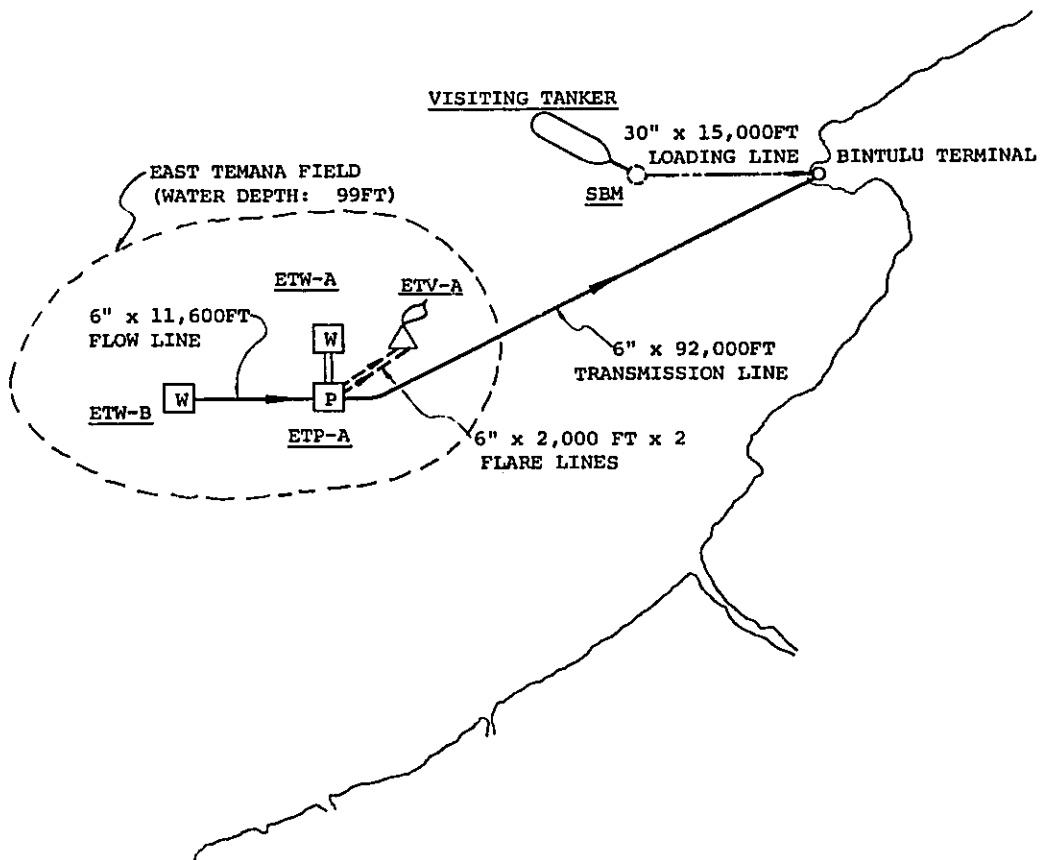 VISITING TANKER
30" x 15,000FT
LOADING LINE
BINTULU TERMINAL
SBM
EAST TEMANA FIELD
(WATER DEPTH: 99FT)
ETW-A
ETV-A
6" x 11,600FT
FLOW LINE
W
W
P
ETW-B
ETP-A
6" x 92,000FT
TRANSMISSION LINE
6" x 2,000 FT x 2
FLARE LINES